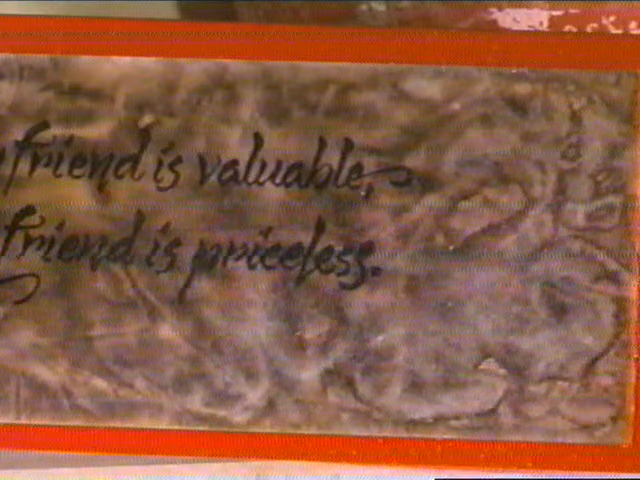 friend is valuable,
friend is priceless.